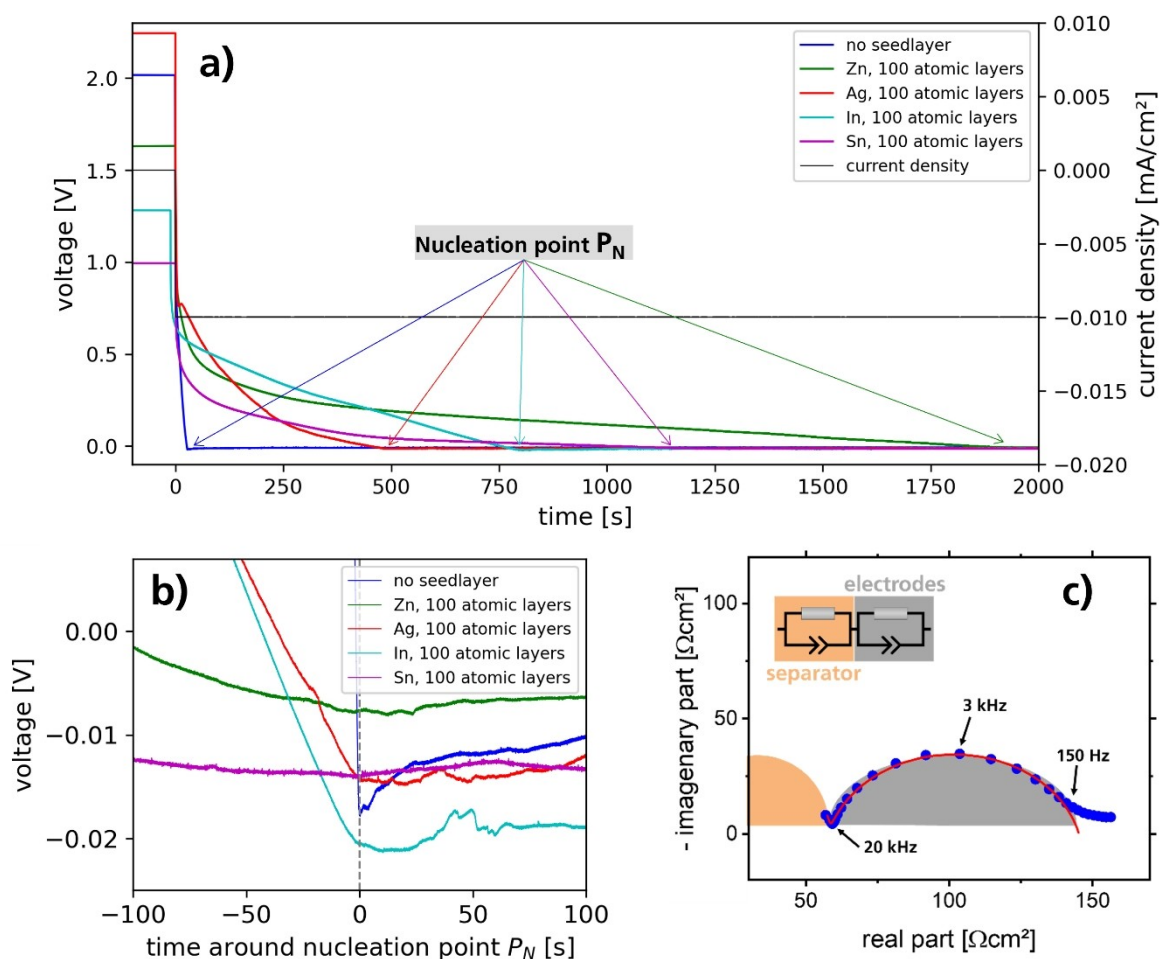 a)
no seedlayer
Zn, 100 atomic layers
Ag, 100 atomic layers
In, 100 atomic layers
Sn, 100 atomic layers
current density
Nucleation point P_N
voltage [V]
2.0
1.5
1.0
0.5
0.0
0.010
0.005
0.000
−0.005
−0.010
−0.015
−0.020
current density [mA/cm²]
0 250 500 750 1000 1250 1500 1750 2000
time [s]
b)
no seedlayer
Zn, 100 atomic layers
Ag, 100 atomic layers
In, 100 atomic layers
Sn, 100 atomic layers
voltage [V]
0.00
−0.01
−0.02
−100 −50 0 50 100
time around nucleation point P_N [s]
c)
electrodes
separator
3 kHz
150 Hz
20 kHz
- imagenary part [Ωcm²]
100
50
0
50 100 150
real part [Ωcm²]